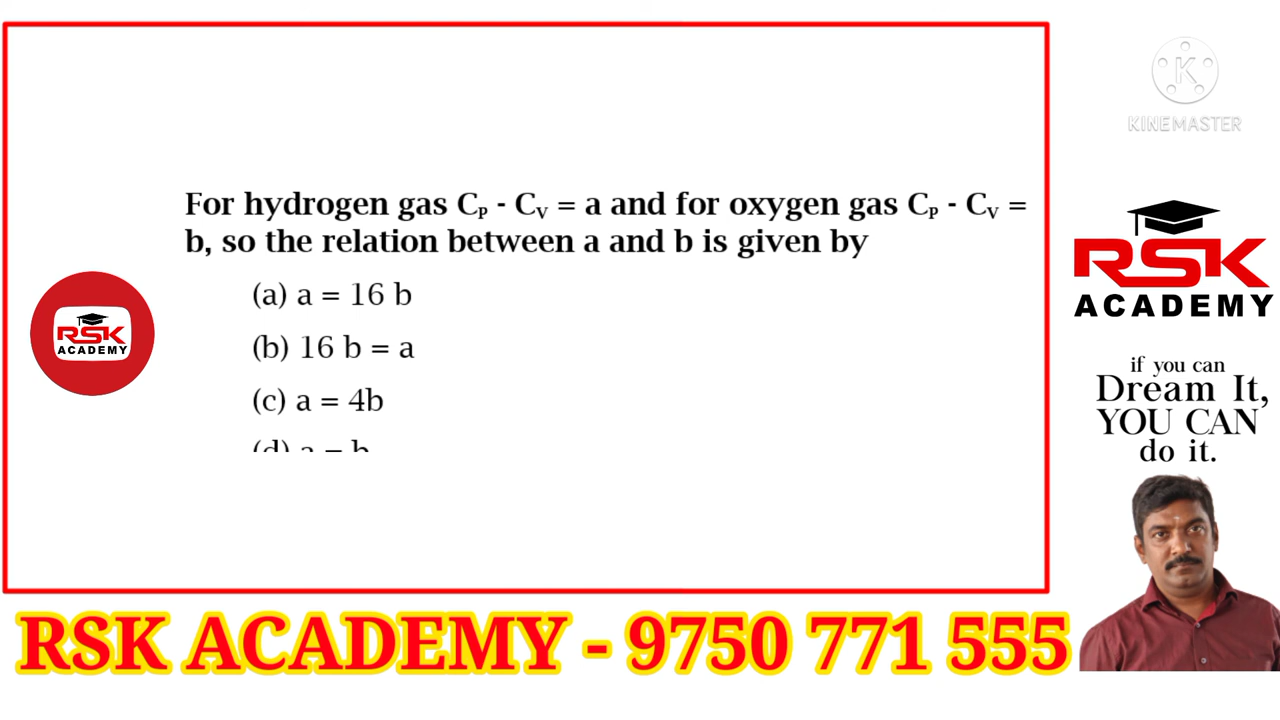 KINEMASTER
For hydrogen gas Cₚ - Cᵥ = a and for oxygen gas Cₚ - Cᵥ =
b, so the relation between a and b is given by
(a) a = 16 b
(b) 16 b = a
(c) a = 4b
(d) a = b
RSK
ACADEMY
RSK
ACADEMY
if you can
Dream It,
YOU CAN
do it.
RSK ACADEMY - 9750 771 555